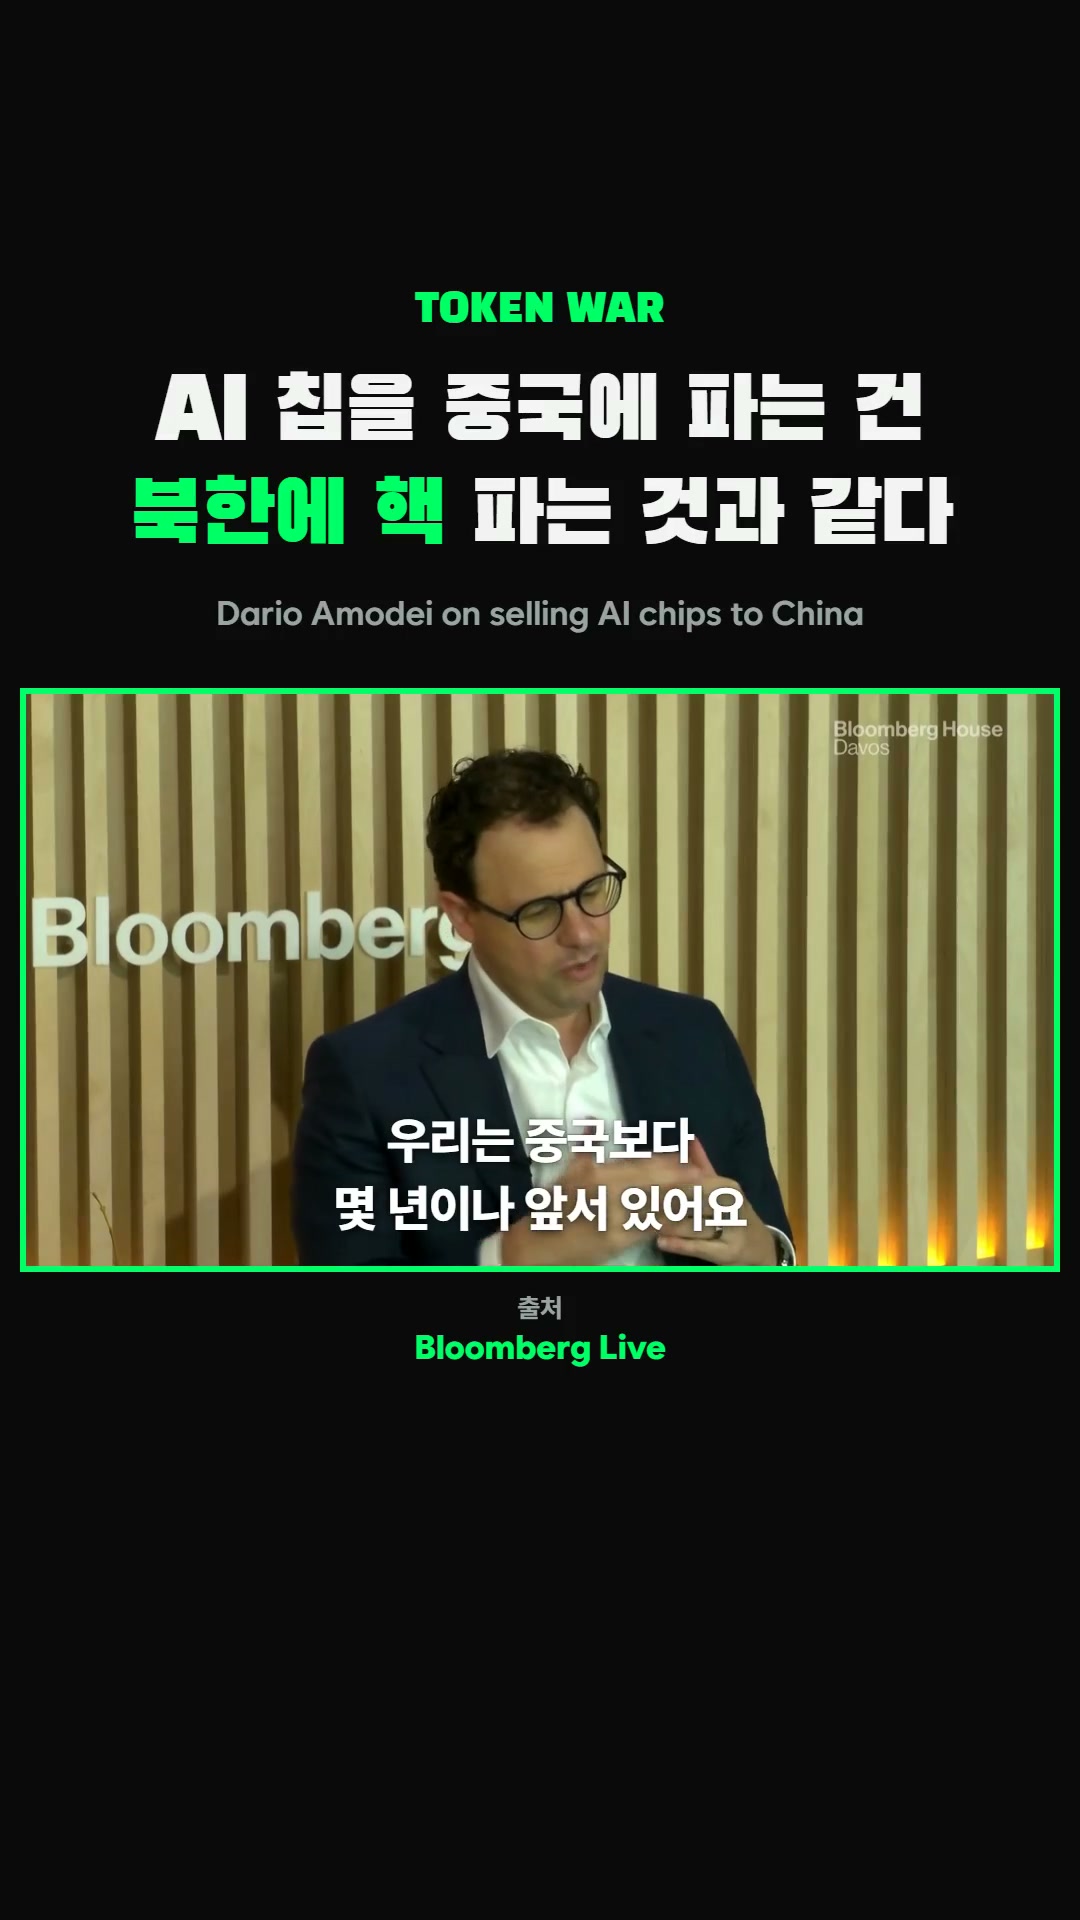 TOKEN WAR
AI 칩을 중국에 파는 건
북한에 핵 파는 것과 같다
Dario Amodei on selling AI chips to China
Bloomberg House
Davos
Bloomberg
우리는 중국보다
몇 년이나 앞서 있어요
출처
Bloomberg Live